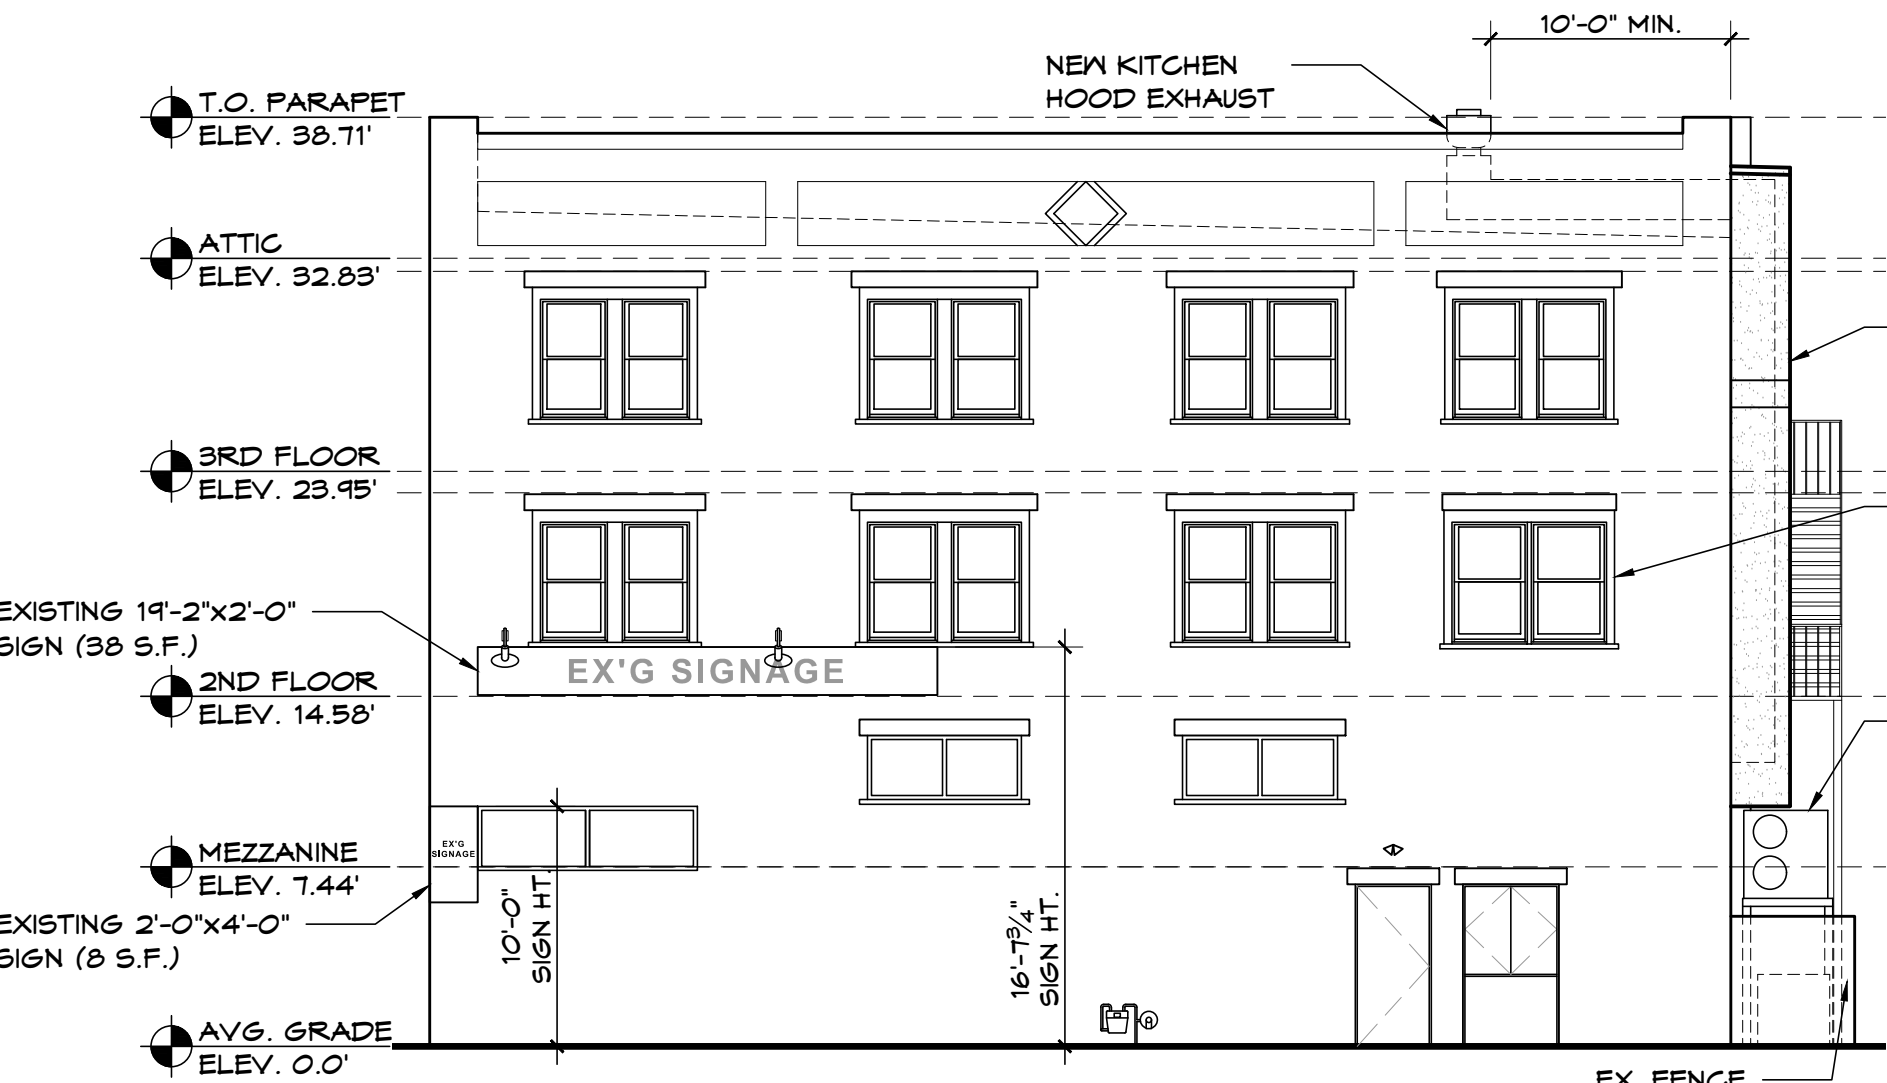 10'-0" MIN.
NEW KITCHEN
HOOD EXHAUST
T.O. PARAPET
ELEV. 38.71'
ATTIC
ELEV. 32.83'
3RD FLOOR
ELEV. 23.95'
EXISTING 19'-2"x2'-0"
SIGN (38 S.F.)
EX'G SIGNAGE
2ND FLOOR
ELEV. 14.58'
EX'G
SIGNAGE
MEZZANINE
ELEV. 7.44'
EXISTING 2'-0"x4'-0"
SIGN (8 S.F.)
10'-0"
SIGN HT.
16'-7 3/4"
SIGN HT.
AVG. GRADE
ELEV. 0.0'
EX. FENCE